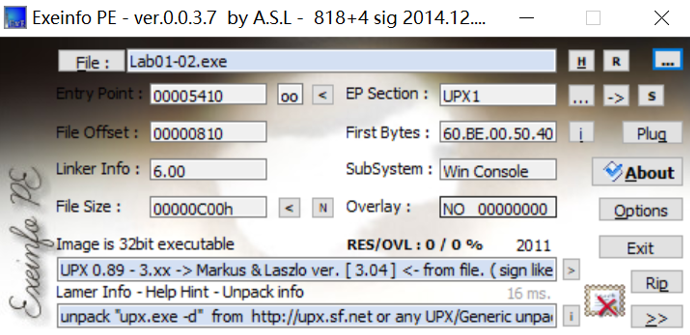 Exeinfo PE - ver.0.0.3.7 by A.S.L - 818+4 sig 2014.12....
File : Lab01-02.exe H R ...
Entry Point : 00005410 oo < EP Section : UPX1 ... -> S
File Offset : 00000810 First Bytes : 60.BE.00.50.40 i Plug
Linker Info : 6.00 SubSystem : Win Console About
File Size : 00000C00h < N Overlay : NO 00000000 Options
Image is 32bit executable RES/OVL : 0 / 0 % 2011 Exit
UPX 0.89 - 3.xx -> Markus & Laszlo ver. [ 3.04 ] <- from file. ( sign like > Rip
Lamer Info - Help Hint - Unpack info 16 ms.
unpack "upx.exe -d" from http://upx.sf.net or any UPX/Generic unpa i >>
Exeinfo PE